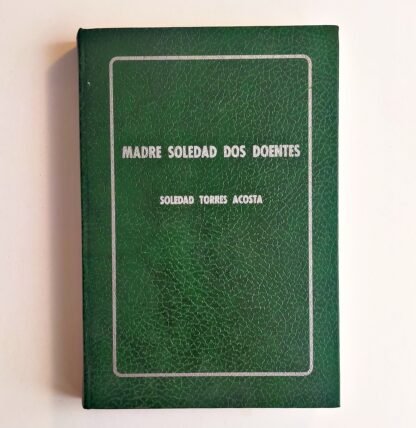 MADRE SOLEDAD DOS DOENTES
SOLEDAD TORRES ACOSTA